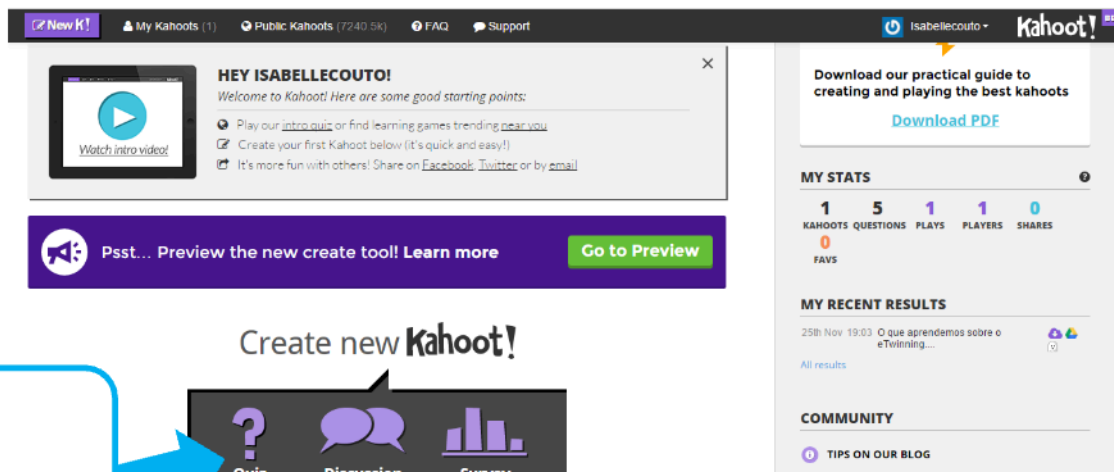 New K! My Kahoots (1) Public Kahoots (7240.5k) FAQ Support Isabellecouto Kahoot!
HEY ISABELLECOUTO!
Welcome to Kahoot! Here are some good starting points:
Play our intro quiz or find learning games trending near you
Create your first Kahoot below (it's quick and easy!)
It's more fun with others! Share on Facebook, Twitter or by email
Watch intro video!
Psst... Preview the new create tool! Learn more Go to Preview
Create new Kahoot!
Quiz Discussion Survey
Download our practical guide to
creating and playing the best kahoots
Download PDF
MY STATS
1 5 1 1 0
KAHOOTS QUESTIONS PLAYS PLAYERS SHARES
0
FAVS
MY RECENT RESULTS
25th Nov 19:03 O que aprendemos sobre o
eTwinning....
All results
COMMUNITY
TIPS ON OUR BLOG